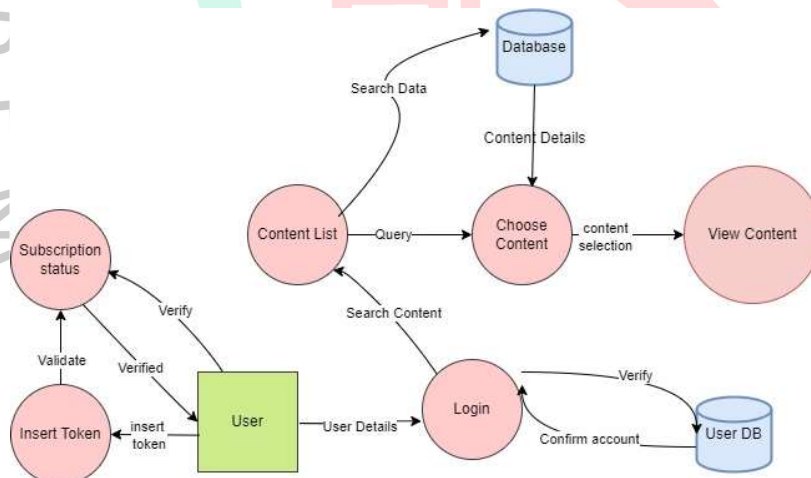 Database
Search Data
Content Details
Content List
Query
Choose
Content
content
selection
View Content
Subscription
status
Verify
Search Content
Validate
Verified
Insert Token
insert
token
User
User Details
Login
Verify
Confirm account
User DB